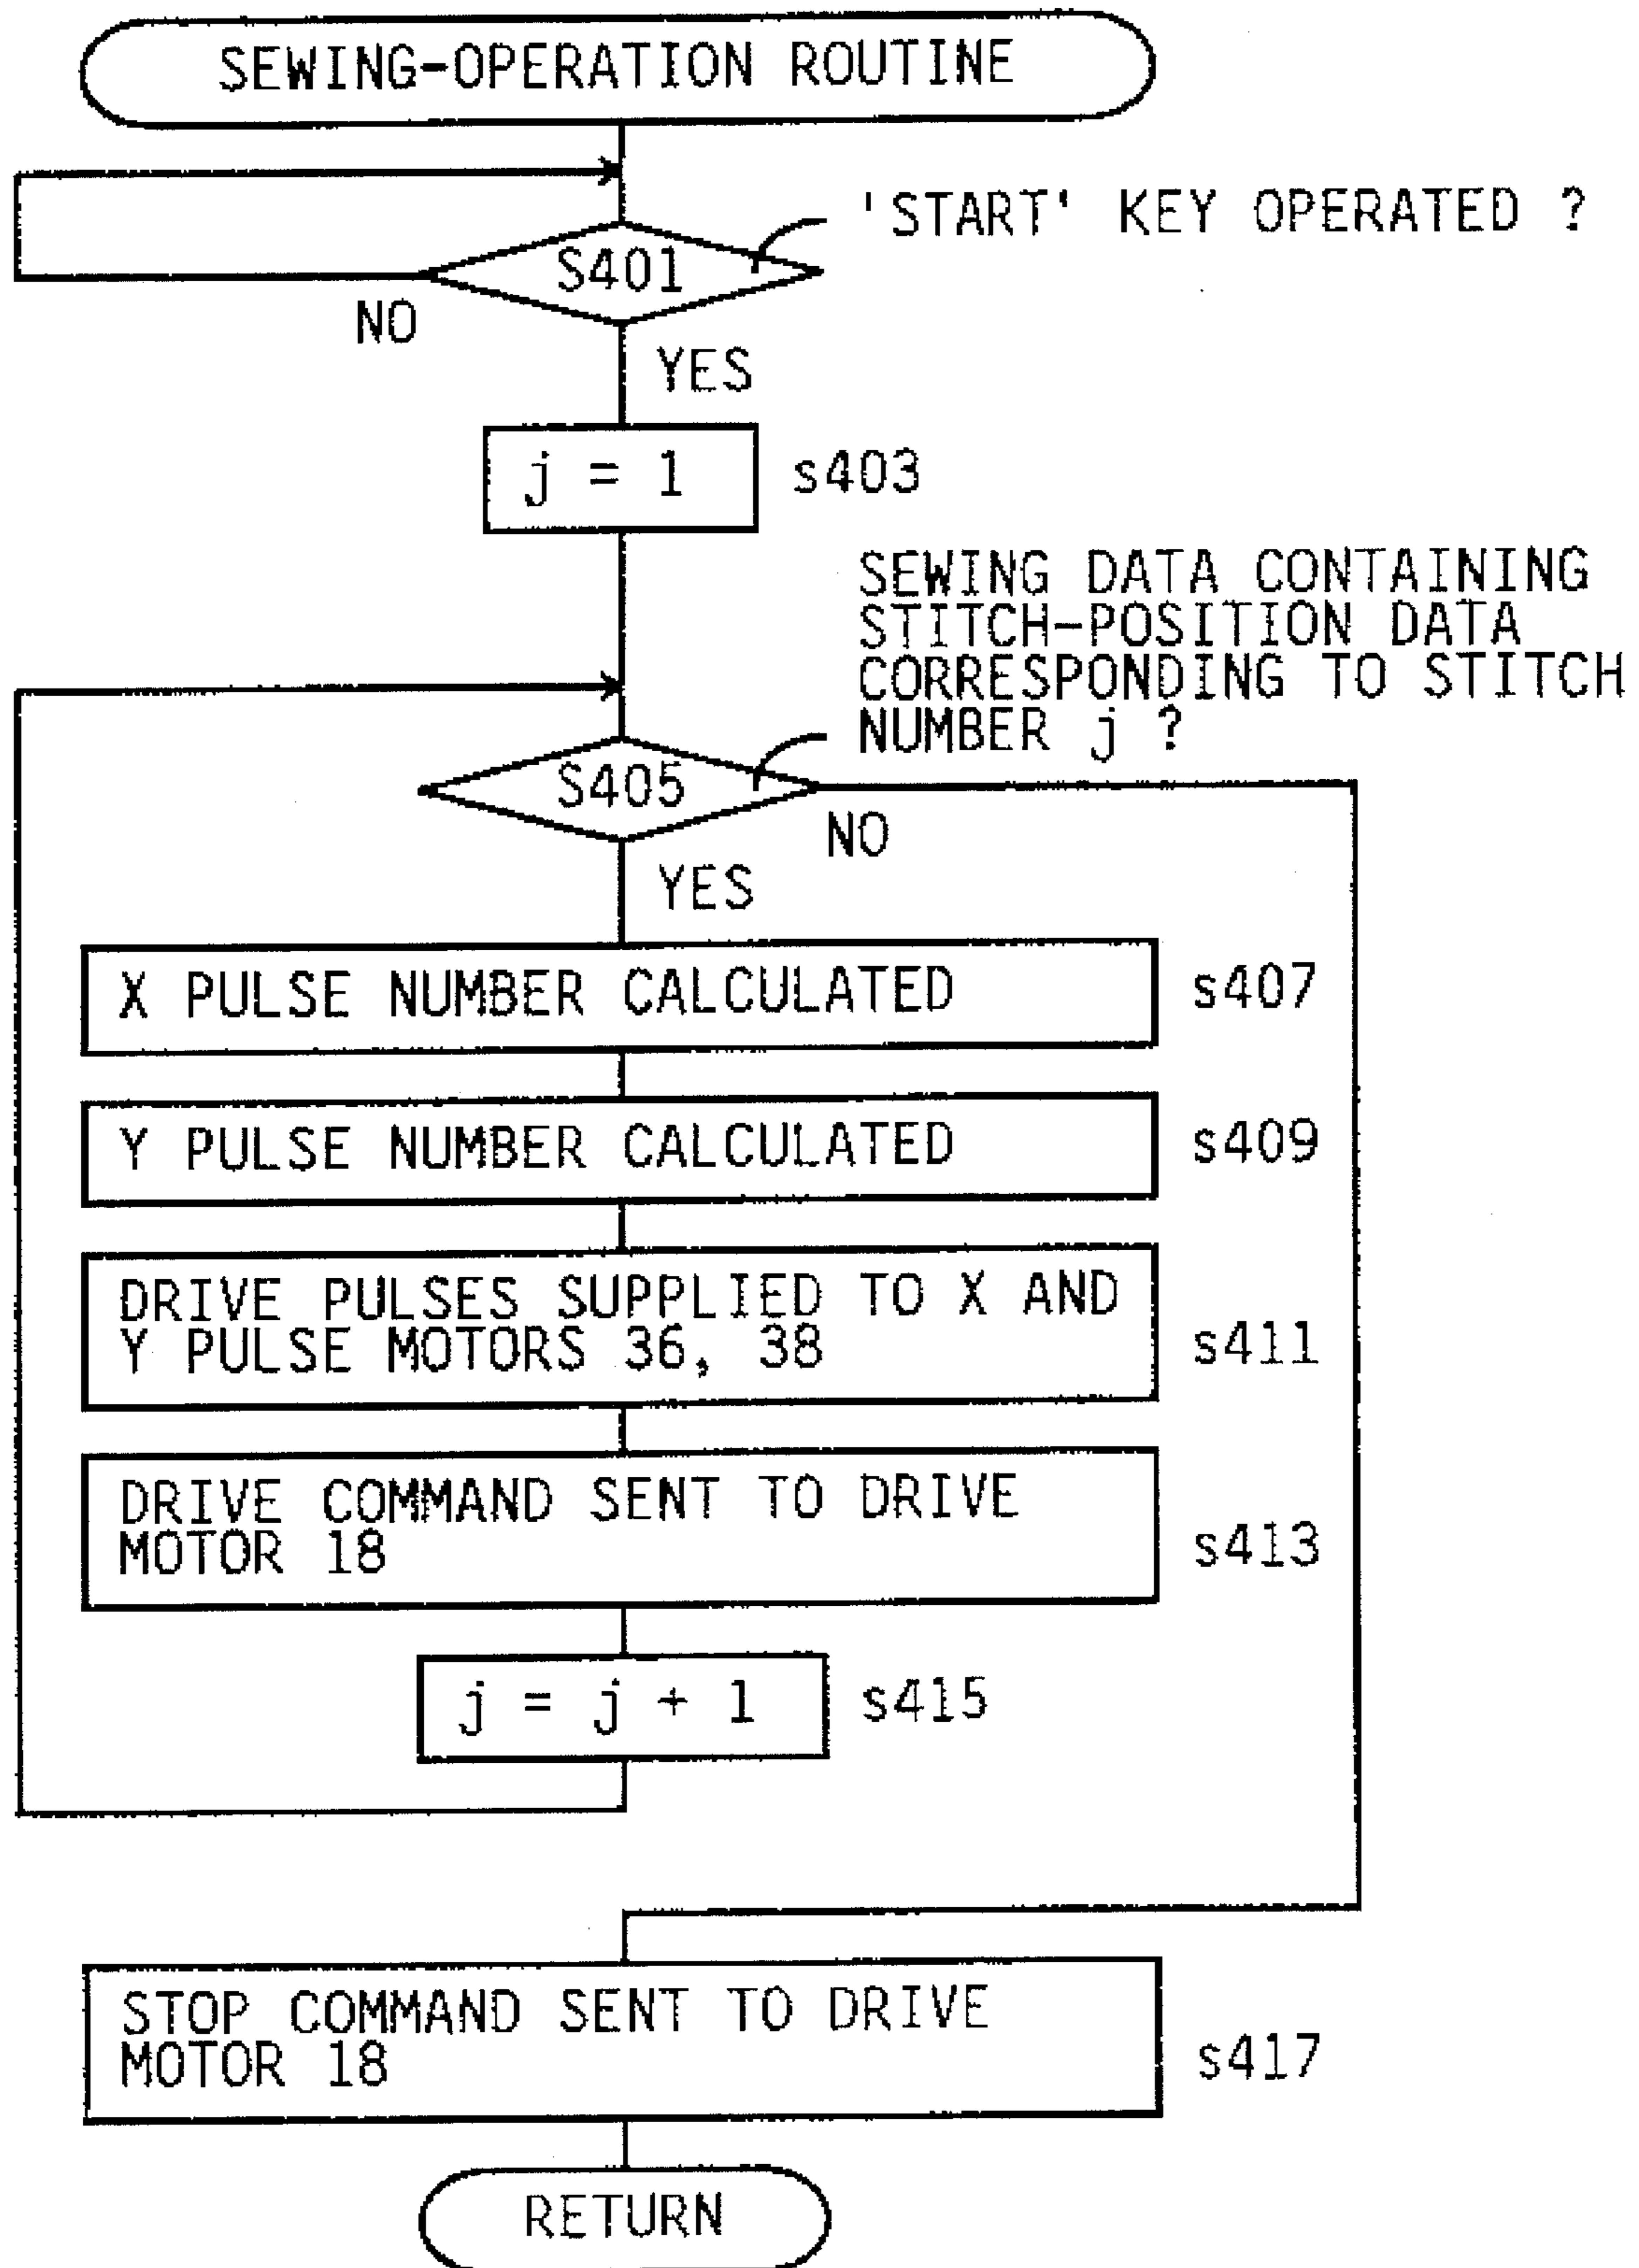 SEWING-OPERATION ROUTINE
'START' KEY OPERATED ?
S401
NO
YES
j = 1
s403
SEWING DATA CONTAINING
STITCH-POSITION DATA
CORRESPONDING TO STITCH
NUMBER j ?
S405
NO
YES
X PULSE NUMBER CALCULATED
s407
Y PULSE NUMBER CALCULATED
s409
DRIVE PULSES SUPPLIED TO X AND
Y PULSE MOTORS 36, 38
s411
DRIVE COMMAND SENT TO DRIVE
MOTOR 18
s413
j = j + 1
s415
STOP COMMAND SENT TO DRIVE
MOTOR 18
s417
RETURN